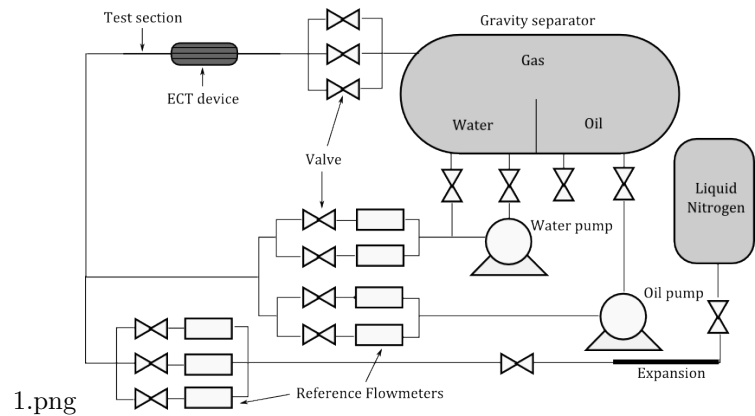 Test section
Gravity separator
Gas
ECT device
Water
Oil
Valve
Liquid
Nitrogen
Water pump
Oil pump
Expansion
Reference Flowmeters
1.png